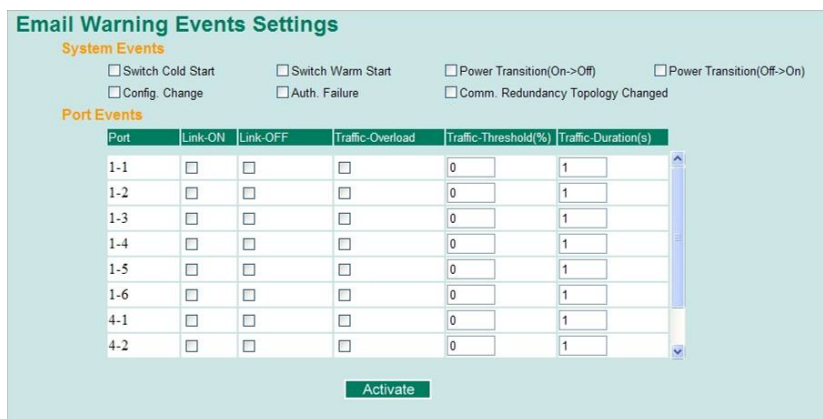 Email Warning Events Settings
System Events
Switch Cold Start Switch Warm Start Power Transition(On->Off) Power Transition(Off->On)
Config. Change Auth. Failure Comm. Redundancy Topology Changed
Port Events
Port Link-ON Link-OFF Traffic-Overload Traffic-Threshold(%) Traffic-Duration(s)
1-1 0 1
1-2 0 1
1-3 0 1
1-4 0 1
1-5 0 1
1-6 0 1
4-1 0 1
4-2 0 1
Activate